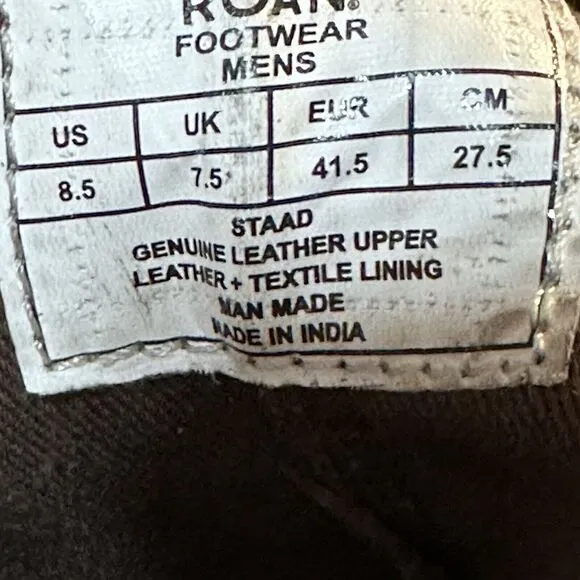 ROAN®
FOOTWEAR
MENS
US UK EUR CM
8.5 7.5 41.5 27.5
STAAD
GENUINE LEATHER UPPER
LEATHER + TEXTILE LINING
MAN MADE
MADE IN INDIA